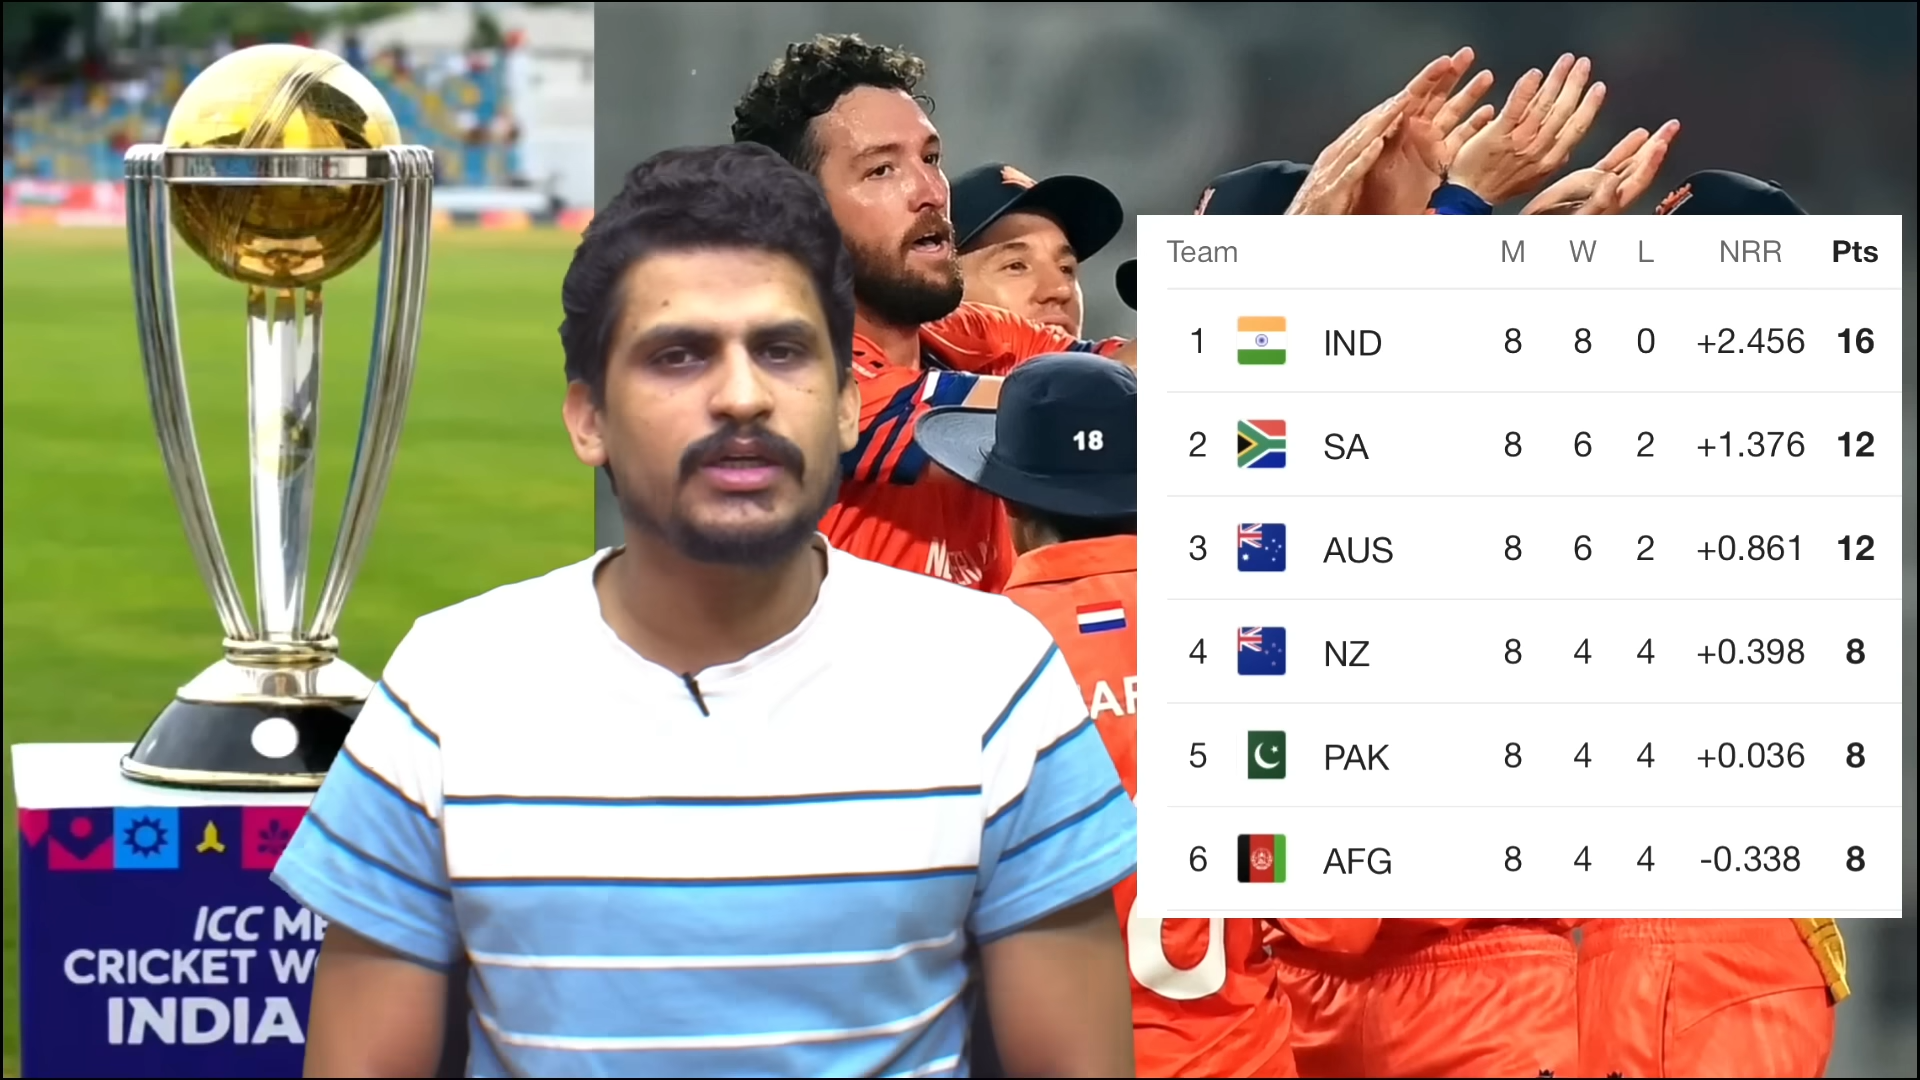 Team M W L NRR Pts
1 IND 8 8 0 +2.456 16
2 SA 8 6 2 +1.376 12
3 AUS 8 6 2 +0.861 12
4 NZ 8 4 4 +0.398 8
5 PAK 8 4 4 +0.036 8
6 AFG 8 4 4 -0.338 8
18
ICC
CRICKET
INDIA